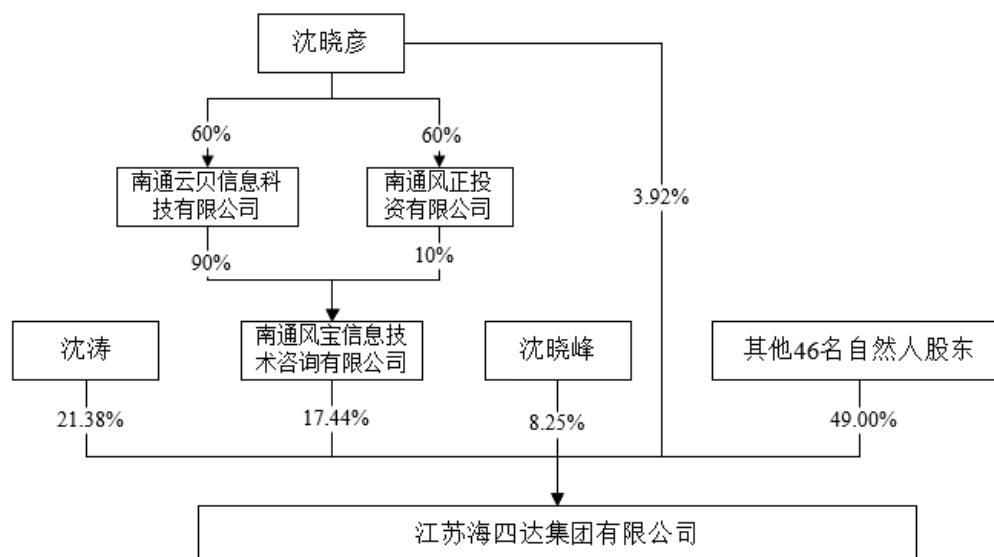 沈晓彦
60%
60%
南通云贝信息科
技有限公司
南通风正投
资有限公司
3.92%
90%
10%
沈涛
南通风宝信息技
术咨询有限公司
沈晓峰
其他46名自然人股东
21.38%
17.44%
8.25%
49.00%
江苏海四达集团有限公司